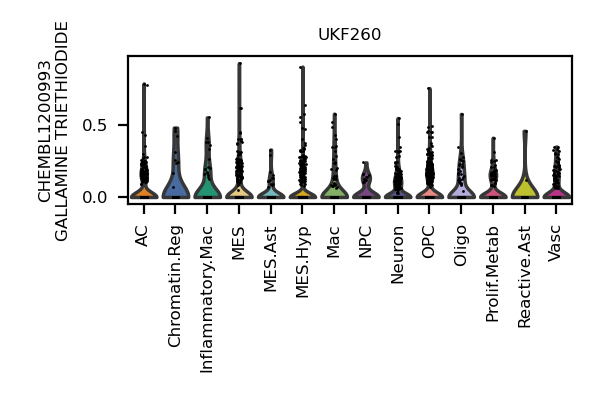 UKF260
CHEMBL1200993
GALLAMINE TRIETHIODIDE
0.5
0.0
AC
Chromatin.Reg
Inflammatory.Mac
MES
MES.Ast
MES.Hyp
Mac
NPC
Neuron
OPC
Oligo
Prolif.Metab
Reactive.Ast
Vasc